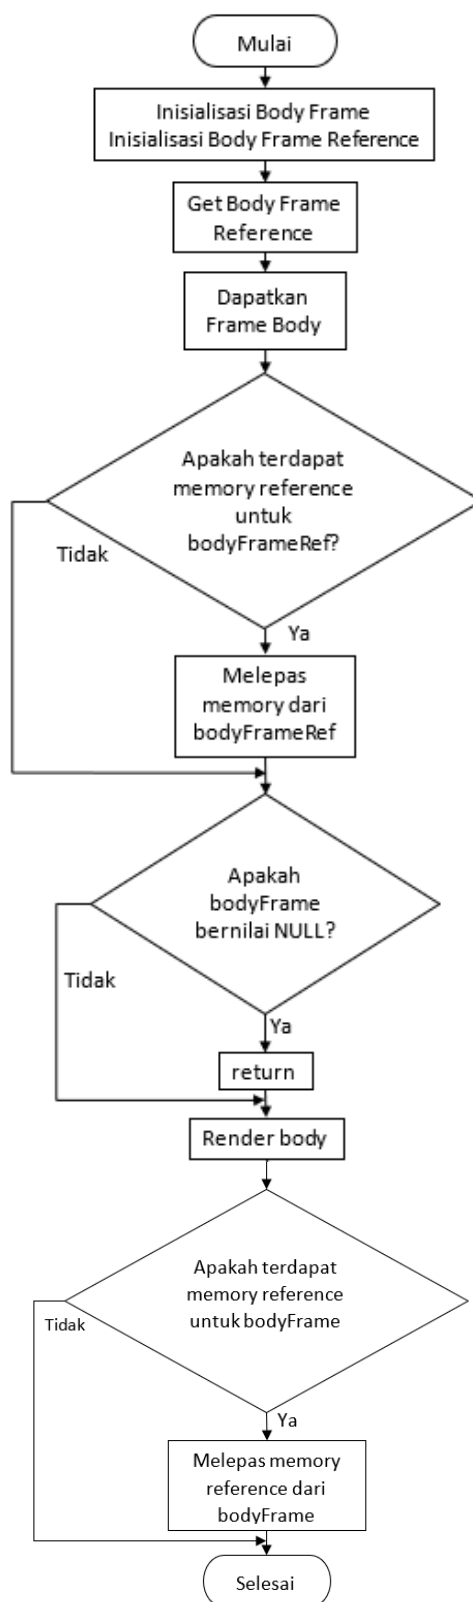 Mulai
Inisialisasi Body Frame
Inisialisasi Body Frame Reference
Get Body Frame
Reference
Dapatkan
Frame Body
Apakah terdapat
memory reference
untuk
bodyFrameRef?
Tidak
Ya
Melepas
memory dari
bodyFrameRef
Apakah
bodyFrame
bernilai NULL?
Tidak
Ya
return
Render body
Apakah terdapat
memory reference
untuk bodyFrame
Tidak
Ya
Melepas memory
reference dari
bodyFrame
Selesai